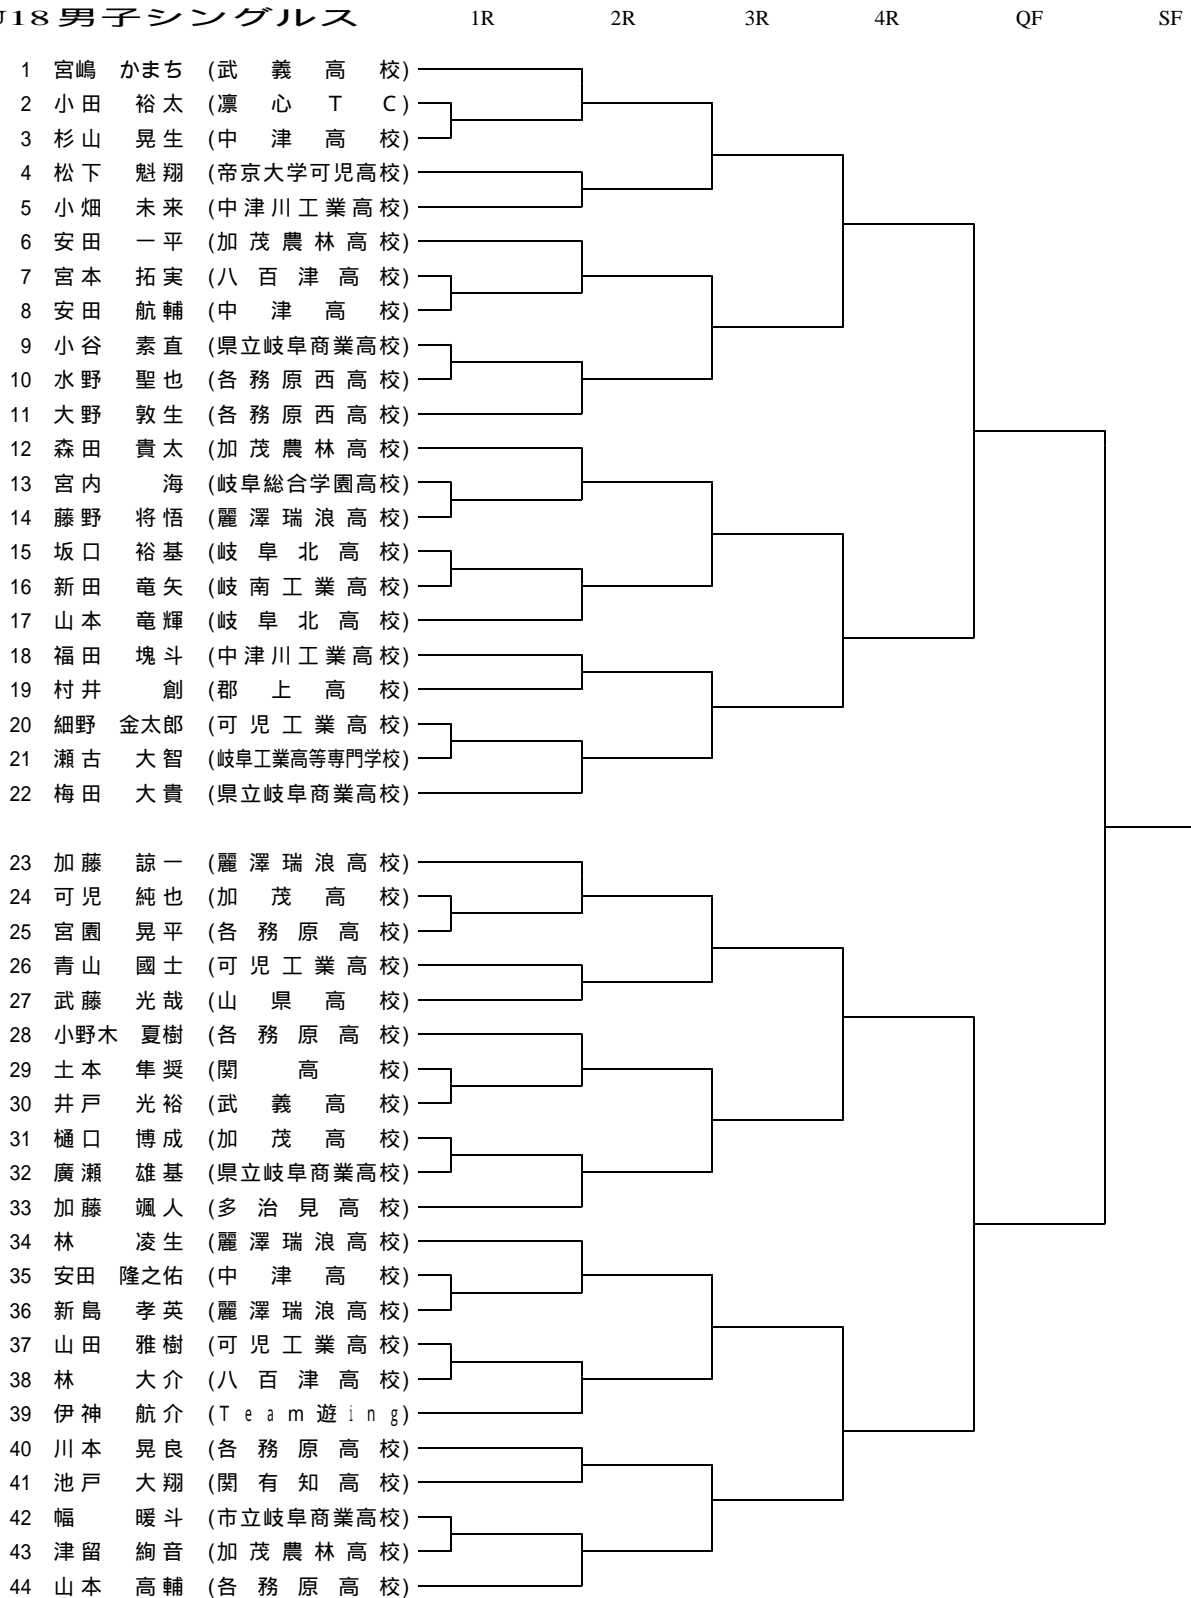 U18男子シングルス 1R 2R 3R 4R QF SF
1 宮嶋 かまち (武義高校)
2 小田 裕太 (凛心TC)
3 杉山 晃生 (中津高校)
4 松下 魁翔 (帝京大学可児高校)
5 小畑 未来 (中津川工業高校)
6 安田 一平 (加茂農林高校)
7 宮本 拓実 (八百津高校)
8 安田 航輔 (中津高校)
9 小谷 素直 (県立岐阜商業高校)
10 水野 聖也 (各務原西高校)
11 大野 敦生 (各務原西高校)
12 森田 貴太 (加茂農林高校)
13 宮内 海 (岐阜総合学園高校)
14 藤野 将悟 (麗澤瑞浪高校)
15 坂口 裕基 (岐阜北高校)
16 新田 竜矢 (岐南工業高校)
17 山本 竜輝 (岐阜北高校)
18 福田 塊斗 (中津川工業高校)
19 村井 創 (郡上高校)
20 細野 金太郎 (可児工業高校)
21 瀬古 大智 (岐阜工業高等専門学校)
22 梅田 大貴 (県立岐阜商業高校)
23 加藤 諒一 (麗澤瑞浪高校)
24 可児 純也 (加茂高校)
25 宮園 晃平 (各務原高校)
26 青山 國士 (可児工業高校)
27 武藤 光哉 (山県高校)
28 小野木 夏樹 (各務原高校)
29 土本 隼奨 (関高校)
30 井戸 光裕 (武義高校)
31 樋口 博成 (加茂高校)
32 廣瀬 雄基 (県立岐阜商業高校)
33 加藤 颯人 (多治見高校)
34 林 凌生 (麗澤瑞浪高校)
35 安田 隆之佑 (中津高校)
36 新島 孝英 (麗澤瑞浪高校)
37 山田 雅樹 (可児工業高校)
38 林 大介 (八百津高校)
39 伊神 航介 (Team遊ing)
40 川本 晃良 (各務原高校)
41 池戸 大翔 (関有知高校)
42 幅 暖斗 (市立岐阜商業高校)
43 津留 絢音 (加茂農林高校)
44 山本 高輔 (各務原高校)